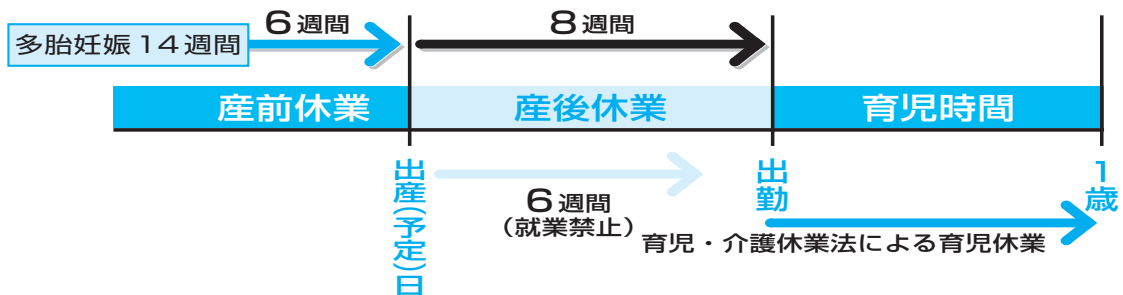 多胎妊娠14週間
6週間
8週間
産前休業
産後休業
育児時間
出産(予定)日
6週間
(就業禁止)
出勤
1歳
育児・介護休業法による育児休業